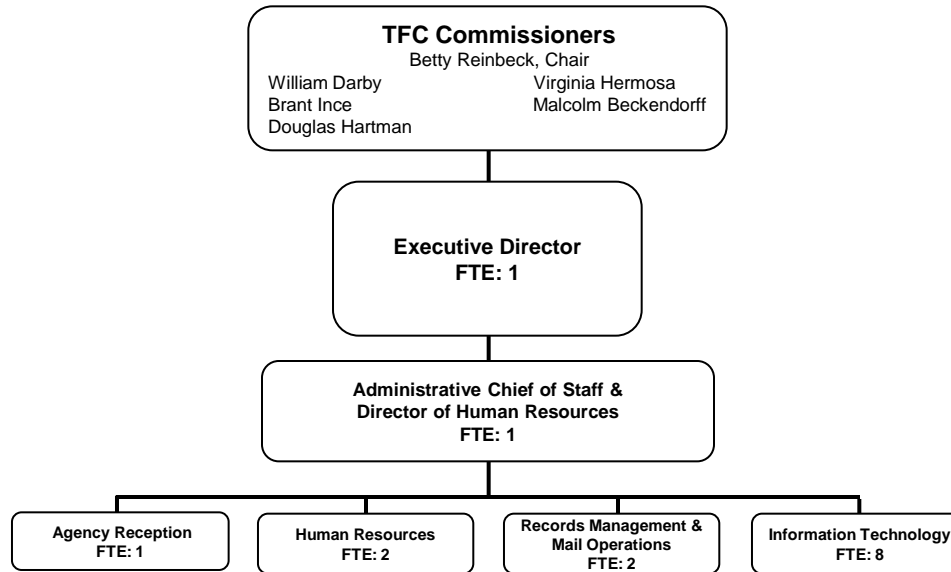 TFC Commissioners
Betty Reinbeck, Chair
William Darby Virginia Hermosa
Brant Ince Malcolm Beckendorff
Douglas Hartman
Executive Director
FTE: 1
Administrative Chief of Staff &
Director of Human Resources
FTE: 1
Agency Reception
FTE: 1
Human Resources
FTE: 2
Records Management &
Mail Operations
FTE: 2
Information Technology
FTE: 8